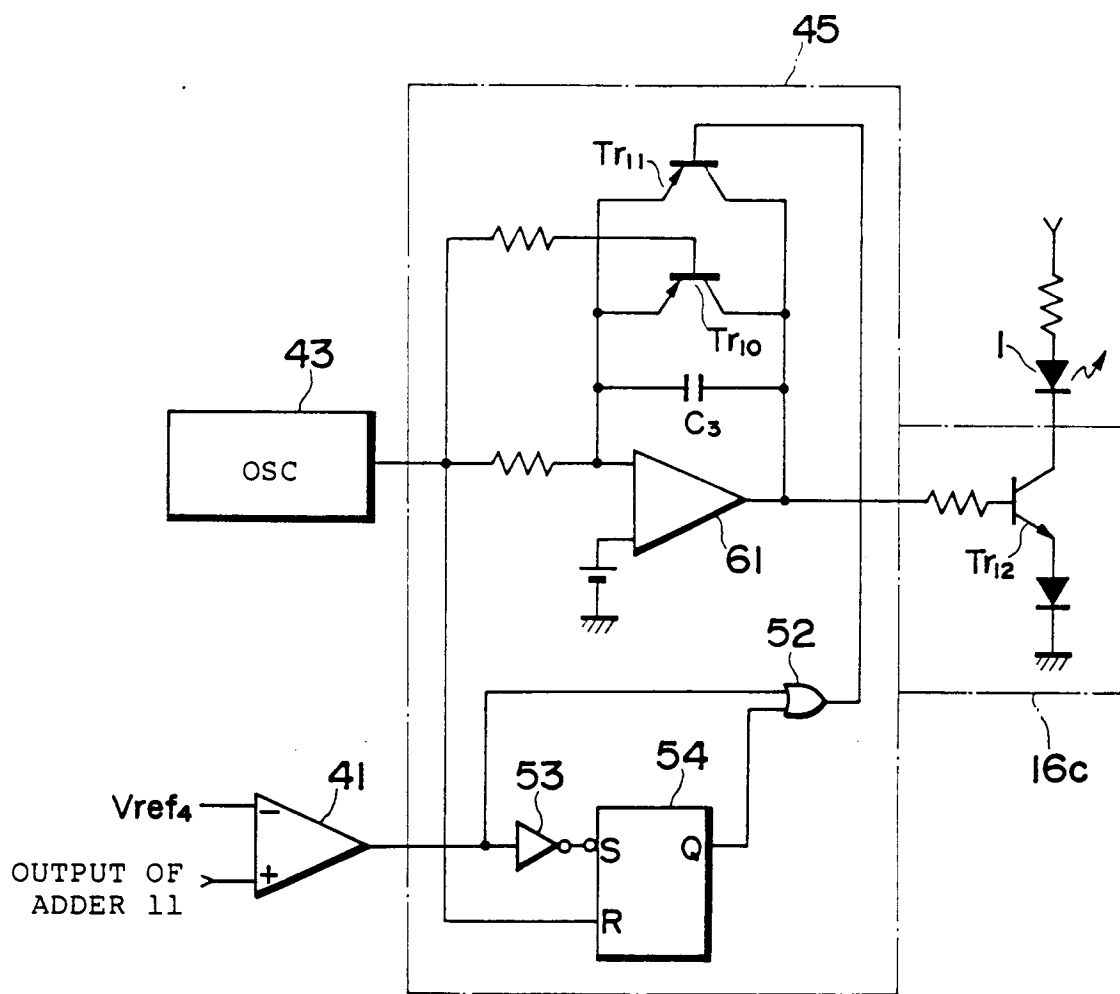 45
Tr11
Tr10
43
1
C3
OSC
61
Tr12
52
16c
41
53
54
Vref4
−
S
Q
OUTPUT OF
ADDER 11
+
R